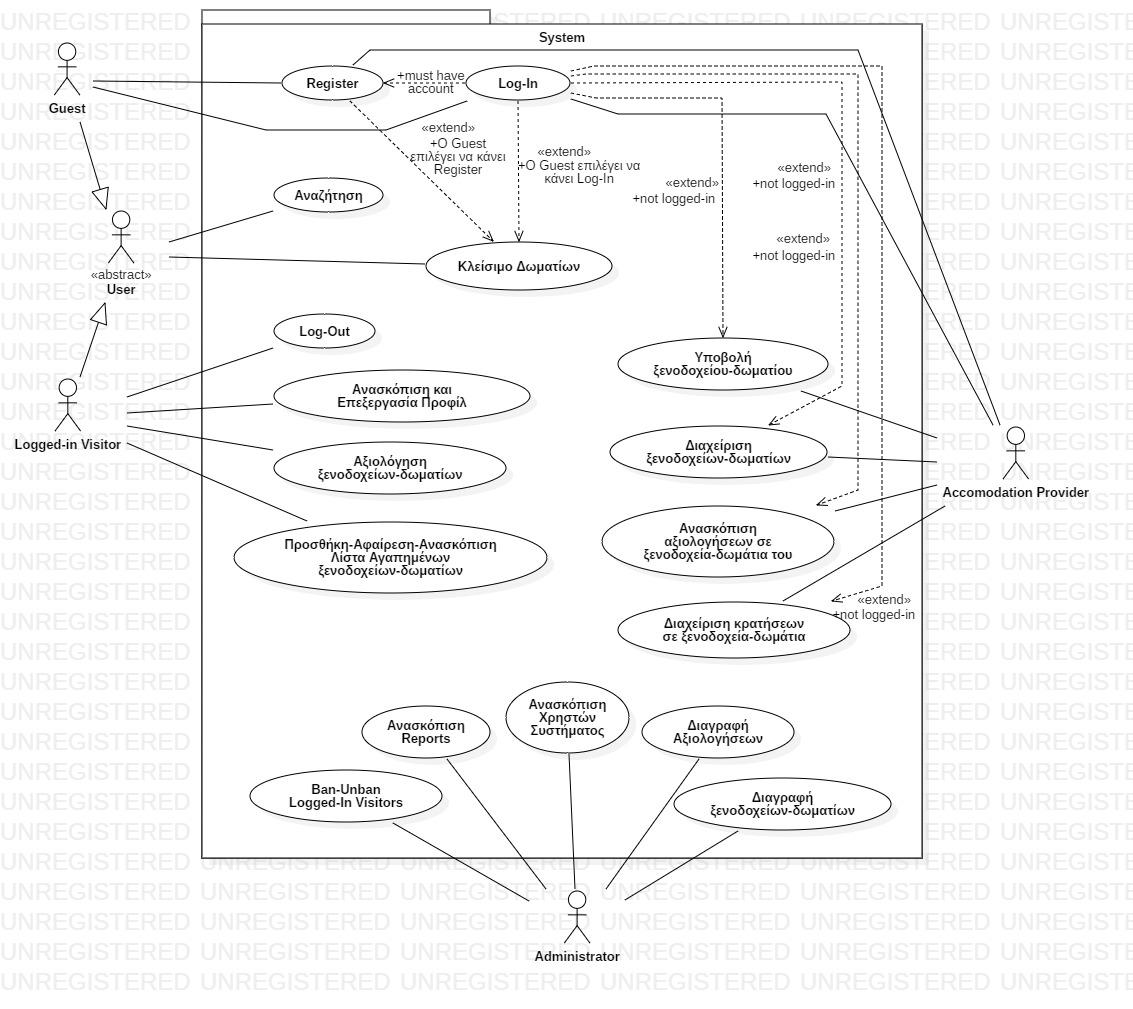 System
Guest
Register
+must have
account
Log-In
«extend»
+Ο Guest
επιλέγει να κάνει
Register
«extend»
+Ο Guest επιλέγει να
κάνει Log-In
«extend»
+not logged-in
«extend»
+not logged-in
«extend»
+not logged-in
Αναζήτηση
«abstract»
User
Κλείσιμο Δωματίων
Log-Out
Υποβολή
ξενοδοχείου-δωματίου
Ανασκόπιση και
Επεξεργασία Προφίλ
Logged-in Visitor
Διαχείριση
ξενοδοχείων-δωματίων
Αξιολόγηση
ξενοδοχείων-δωματίων
Accomodation Provider
Ανασκόπιση
αξιολογήσεων σε
ξενοδοχεία-δωμάτια του
Προσθήκη-Αφαίρεση-Ανασκόπιση
Λίστα Αγαπημένων
ξενοδοχείων-δωματίων
«extend»
+not logged-in
Διαχείριση κρατήσεων
σε ξενοδοχεία-δωμάτια
Ανασκόπιση
Reports
Ανασκόπιση
Χρηστών
Συστήματος
Διαγραφή
Αξιολογήσεων
Ban-Unban
Logged-In Visitors
Διαγραφή
ξενοδοχείων-δωματίων
Administrator
UNREGISTERED